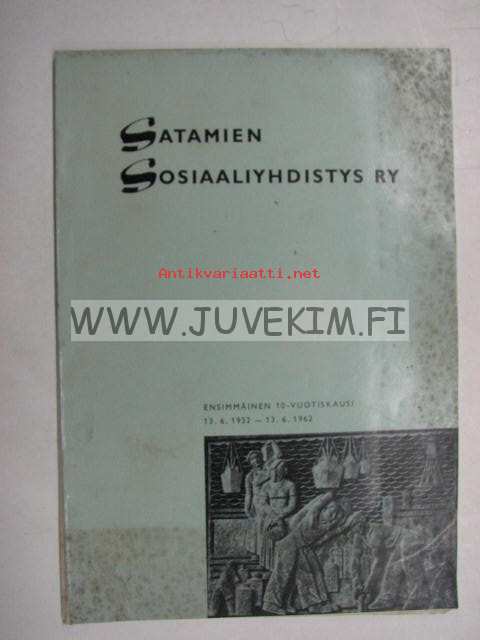 SATAMIEN
SOSIAALIYHDISTYS RY
Antikvariaatti.net
WWW.JUVEKIM.FI
ENSIMMÄINEN 10-VUOTISKAUSI
13. 6. 1952 — 13. 6. 1962